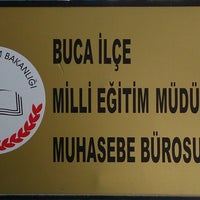 BAKANLIĞI
BUCA İLÇE
MİLLİ EĞİTİM MÜDÜ
MUHASEBE BÜROSU